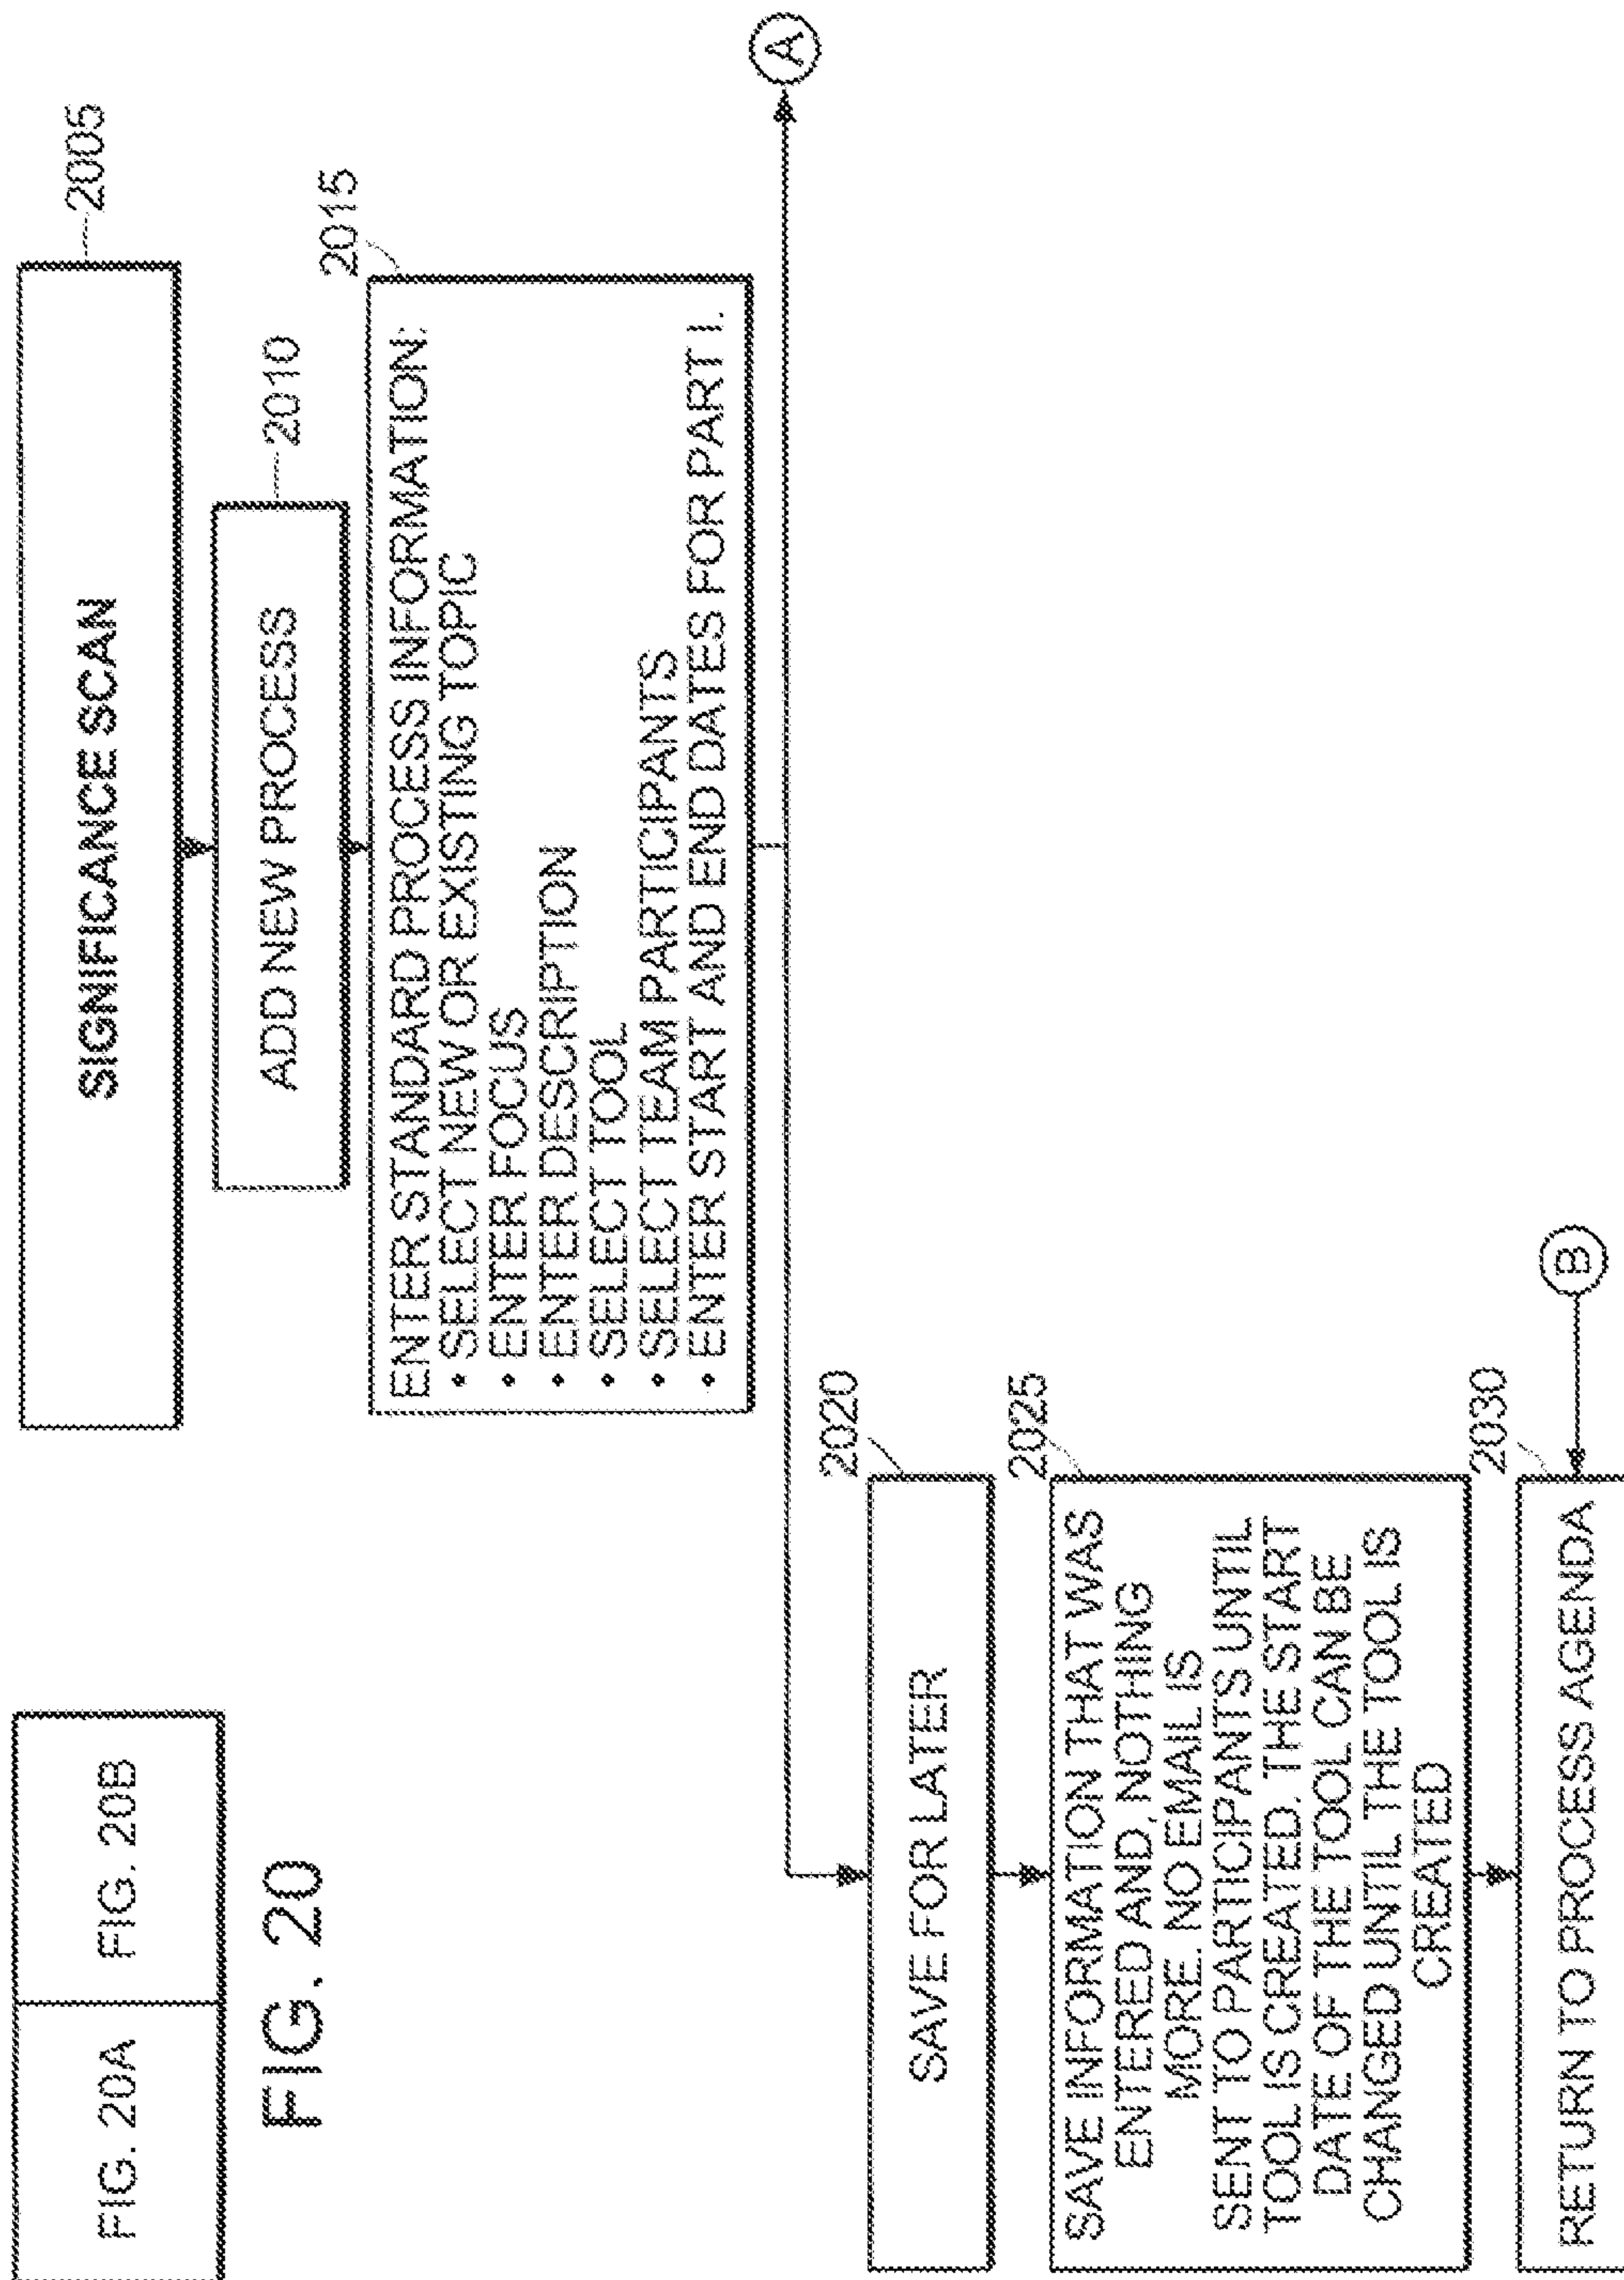 FIG. 20A
FIG. 20B
FIG. 20
SIGNIFICANCE SCAN
2005
ADD NEW PROCESS
2010
2015
ENTER STANDARD PROCESS INFORMATION:
• SELECT NEW OR EXISTING TOPIC
• ENTER FOCUS
• ENTER DESCRIPTION
• SELECT TOOL
• SELECT TEAM PARTICIPANTS
• ENTER START AND END DATES FOR PART I.
A
2020
SAVE FOR LATER
2025
SAVE INFORMATION THAT WAS
ENTERED AND, NOTHING
MORE. NO EMAIL IS
SENT TO PARTICIPANTS UNTIL
TOOL IS CREATED. THE START
DATE OF THE TOOL CAN BE
CHANGED UNTIL THE TOOL IS
CREATED
2030
RETURN TO PROCESS AGENDA
B